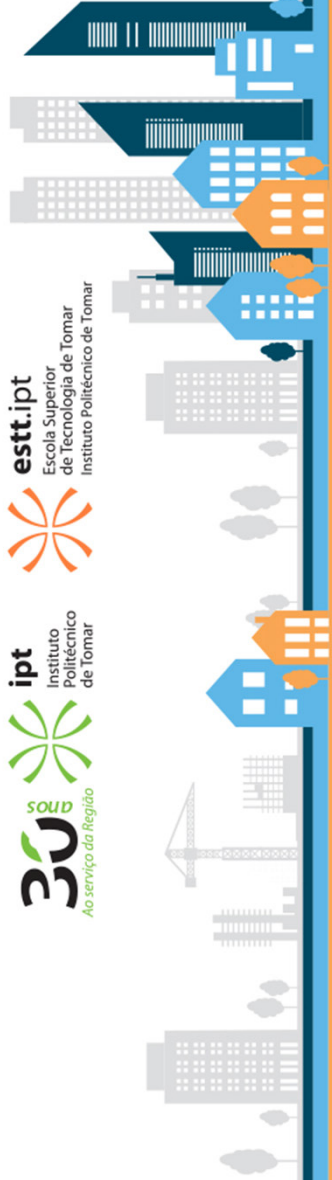 30
anos
Ao serviço da Região
ipt
Instituto
Politécnico
de Tomar
estt.ipt
Escola Superior
de Tecnologia de Tomar
Instituto Politécnico de Tomar